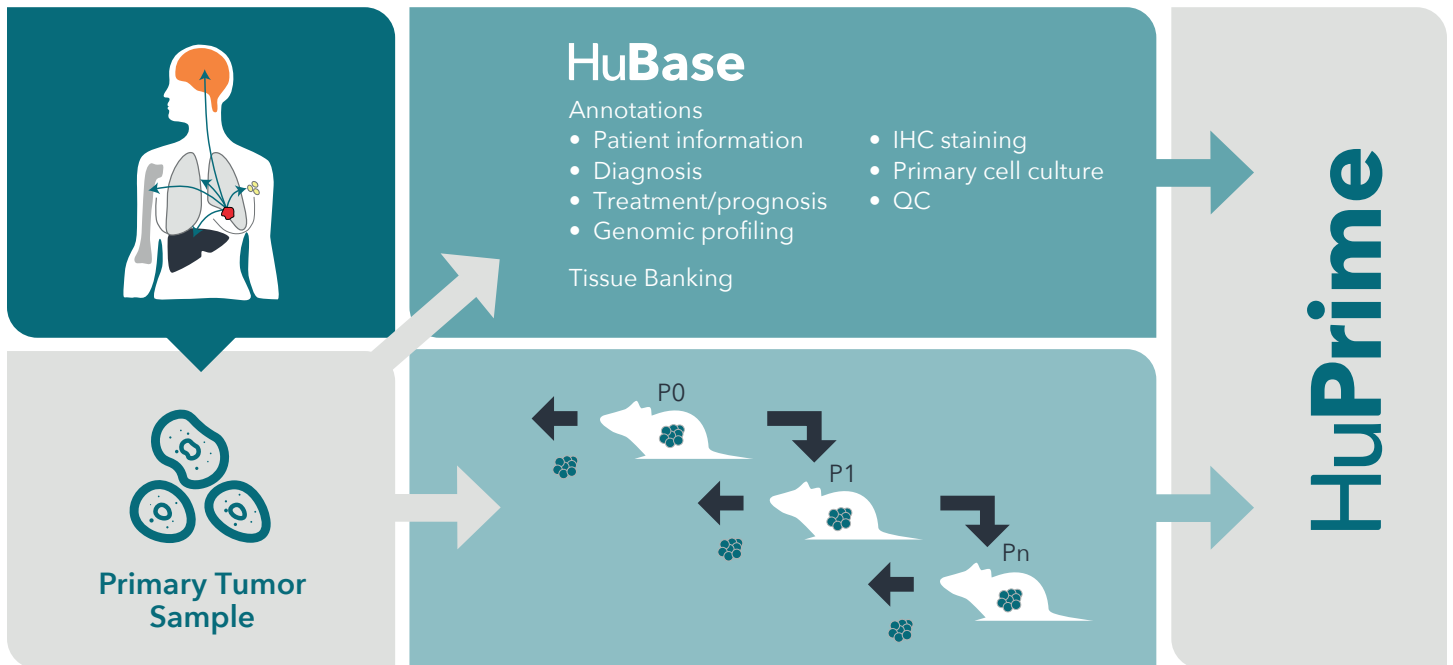 HuBase
Annotations
• Patient information
• Diagnosis
• Treatment/prognosis
• Genomic profiling
• IHC staining
• Primary cell culture
• QC
Tissue Banking
Primary Tumor
Sample
P0
P1
Pn
HuPrime